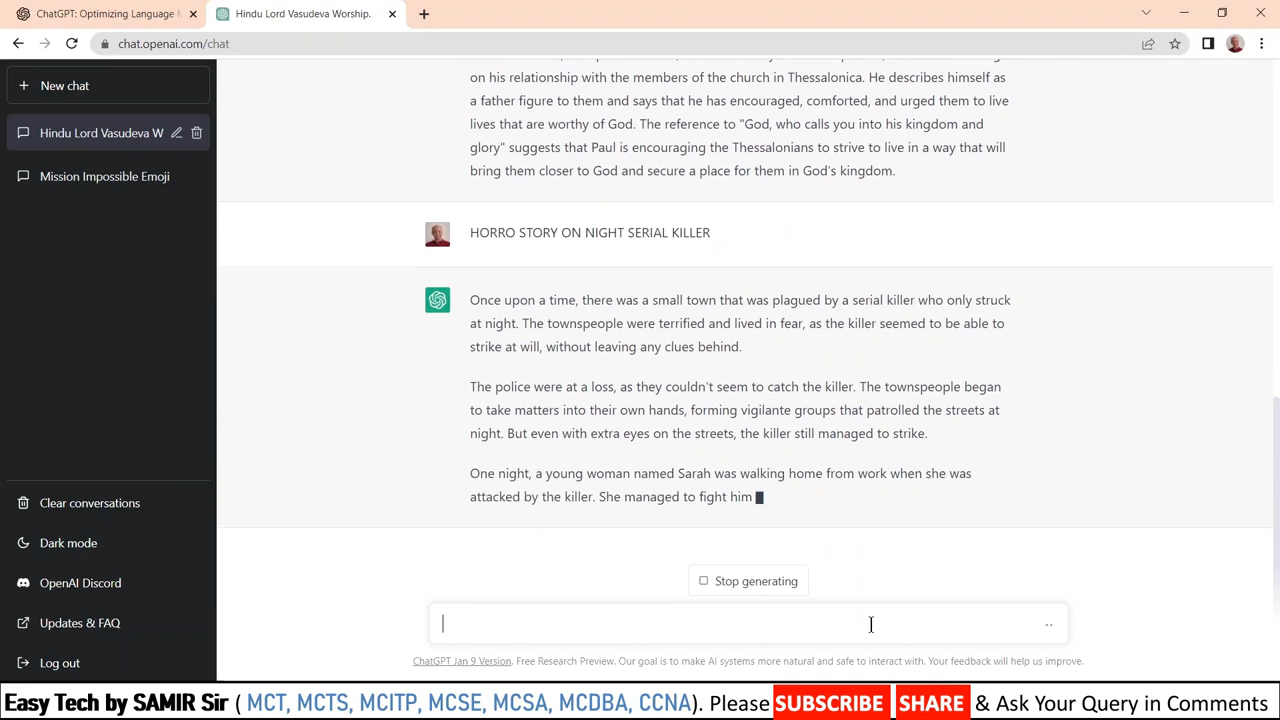 ChatGPT: Optimizing Language M
Hindu Lord Vasudeva Worship.
chat.openai.com/chat
New chat
Hindu Lord Vasudeva W
Mission Impossible Emoji
on his relationship with the members of the church in Thessalonica. He describes himself as
a father figure to them and says that he has encouraged, comforted, and urged them to live
lives that are worthy of God. The reference to "God, who calls you into his kingdom and
glory" suggests that Paul is encouraging the Thessalonians to strive to live in a way that will
bring them closer to God and secure a place for them in God's kingdom.
HORRO STORY ON NIGHT SERIAL KILLER
Once upon a time, there was a small town that was plagued by a serial killer who only struck
at night. The townspeople were terrified and lived in fear, as the killer seemed to be able to
strike at will, without leaving any clues behind.
The police were at a loss, as they couldn't seem to catch the killer. The townspeople began
to take matters into their own hands, forming vigilante groups that patrolled the streets at
night. But even with extra eyes on the streets, the killer still managed to strike.
One night, a young woman named Sarah was walking home from work when she was
attacked by the killer. She managed to fight him
Clear conversations
Dark mode
OpenAI Discord
Updates & FAQ
Log out
Stop generating
ChatGPT Jan 9 Version. Free Research Preview. Our goal is to make AI systems more natural and safe to interact with. Your feedback will help us improve.
Easy Tech by SAMIR Sir ( MCT, MCTS, MCITP, MCSE, MCSA, MCDBA, CCNA). Please SUBSCRIBE SHARE & Ask Your Query in Comments